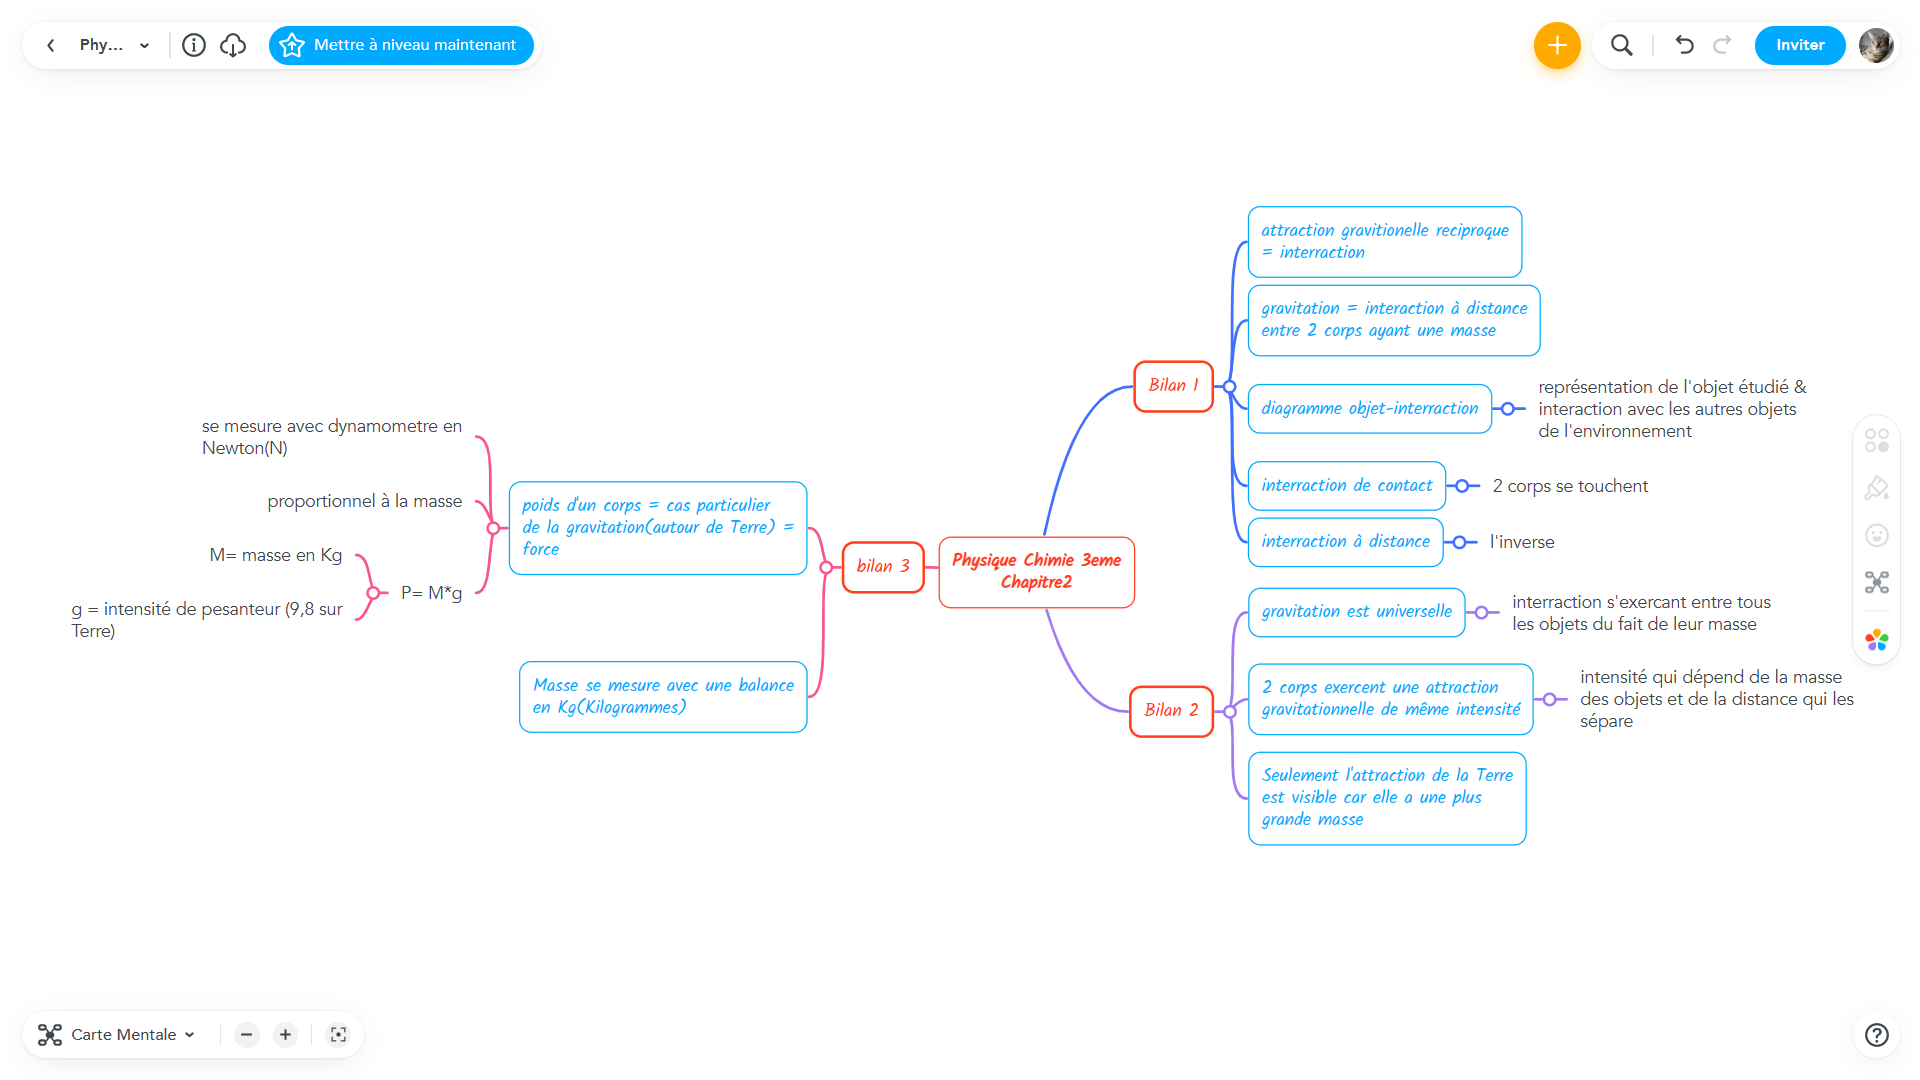 Phy...
Mettre à niveau maintenant
Inviter
attraction gravitionelle reciproque
= interraction
gravitation = interaction à distance
entre 2 corps ayant une masse
Bilan 1
diagramme objet-interraction
représentation de l'objet étudié &
interaction avec les autres objets
de l'environnement
interraction de contact
2 corps se touchent
interraction à distance
l'inverse
Physique Chimie 3eme
Chapitre2
Bilan 2
gravitation est universelle
interraction s'exercant entre tous
les objets du fait de leur masse
2 corps exercent une attraction
gravitationnelle de même intensité
intensité qui dépend de la masse
des objets et de la distance qui les
sépare
Seulement l'attraction de la Terre
est visible car elle a une plus
grande masse
bilan 3
poids d'un corps = cas particulier
de la gravitation(autour de Terre) =
force
se mesure avec dynamometre en
Newton(N)
proportionnel à la masse
P= M*g
M= masse en Kg
g = intensité de pesanteur (9,8 sur
Terre)
Masse se mesure avec une balance
en Kg(Kilogrammes)
Carte Mentale